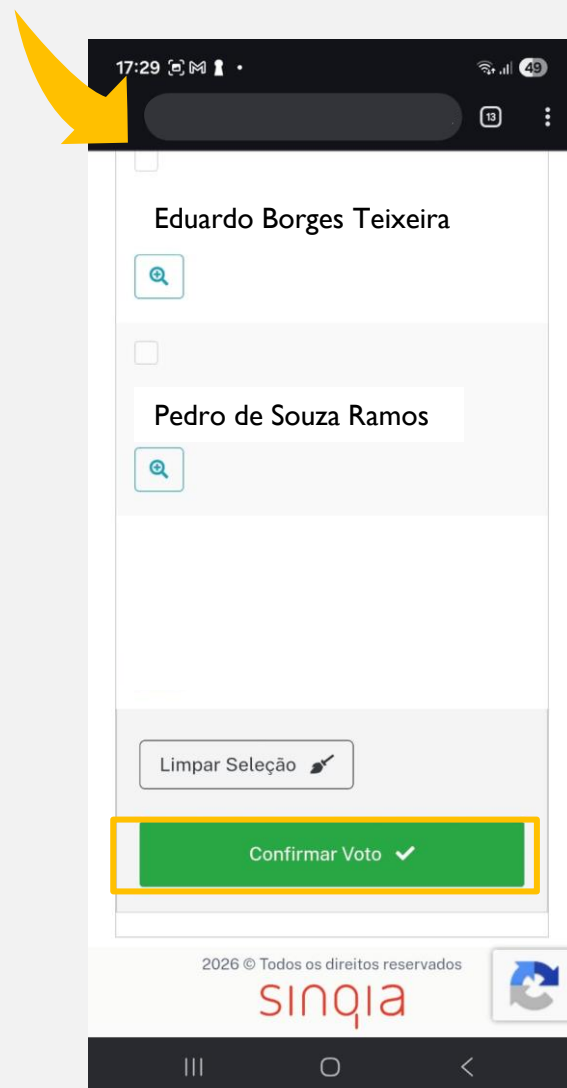 17:29
49
13
Eduardo Borges Teixeira
Pedro de Souza Ramos
Limpar Seleção
Confirmar Voto
2026 © Todos os direitos reservados
sinqia